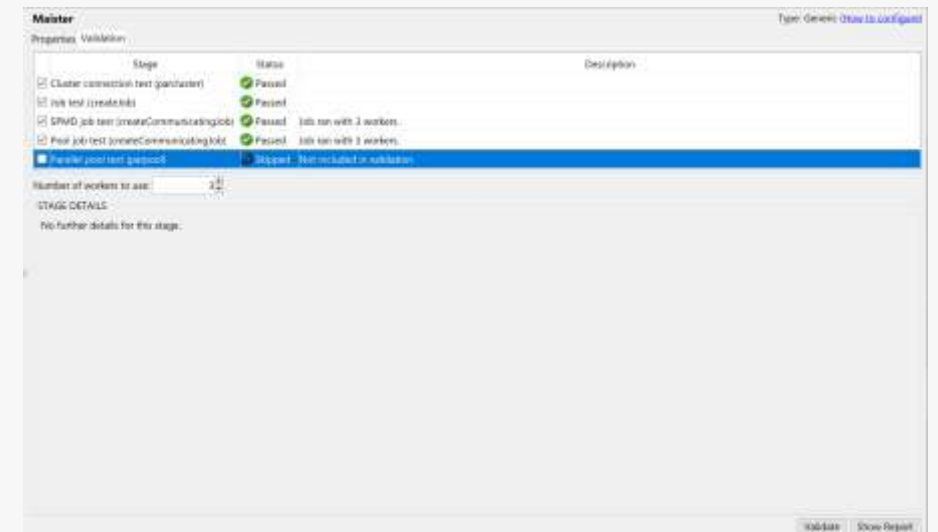 Maister
Type: Generic (How to configure)
Properties Validation
Stage Status Description
Cluster connection test (parcluster) Passed
Job test (createJob) Passed
SPMD job test (createCommunicatingJob) Passed Job ran with 3 workers.
Pool job test (createCommunicatingJob) Passed Job ran with 3 workers.
Parallel pool test (parpool) Skipped Not included in validation.
Number of workers to use: 3
STAGE DETAILS
No further details for this stage.
Validate Show Report